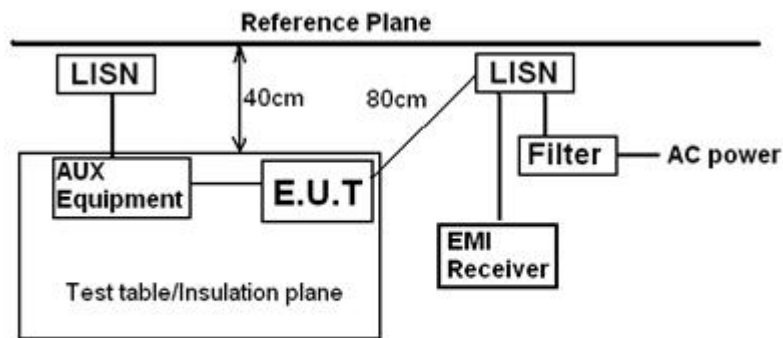 Reference Plane
LISN
40cm
80cm
LISN
AUX
Equipment
E.U.T
Filter
AC power
EMI
Receiver
Test table/Insulation plane